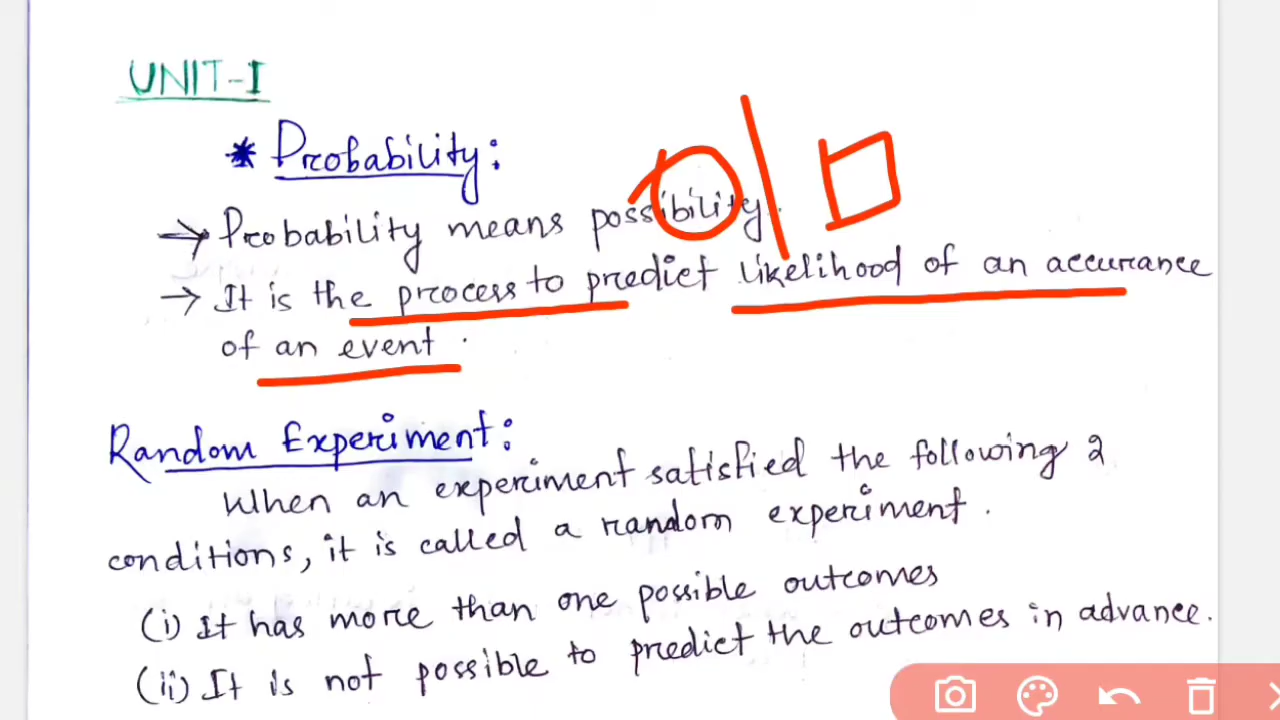 UNIT-I
* Probability:
→ Probability means possibility.
→ It is the process to predict likelihood of an accurance
of an event.
Random Experiment:
When an experiment satisfied the following 2
conditions, it is called a random experiment.
(i) It has more than one possible outcomes
(ii) It is not possible to predict the outcomes in advance.